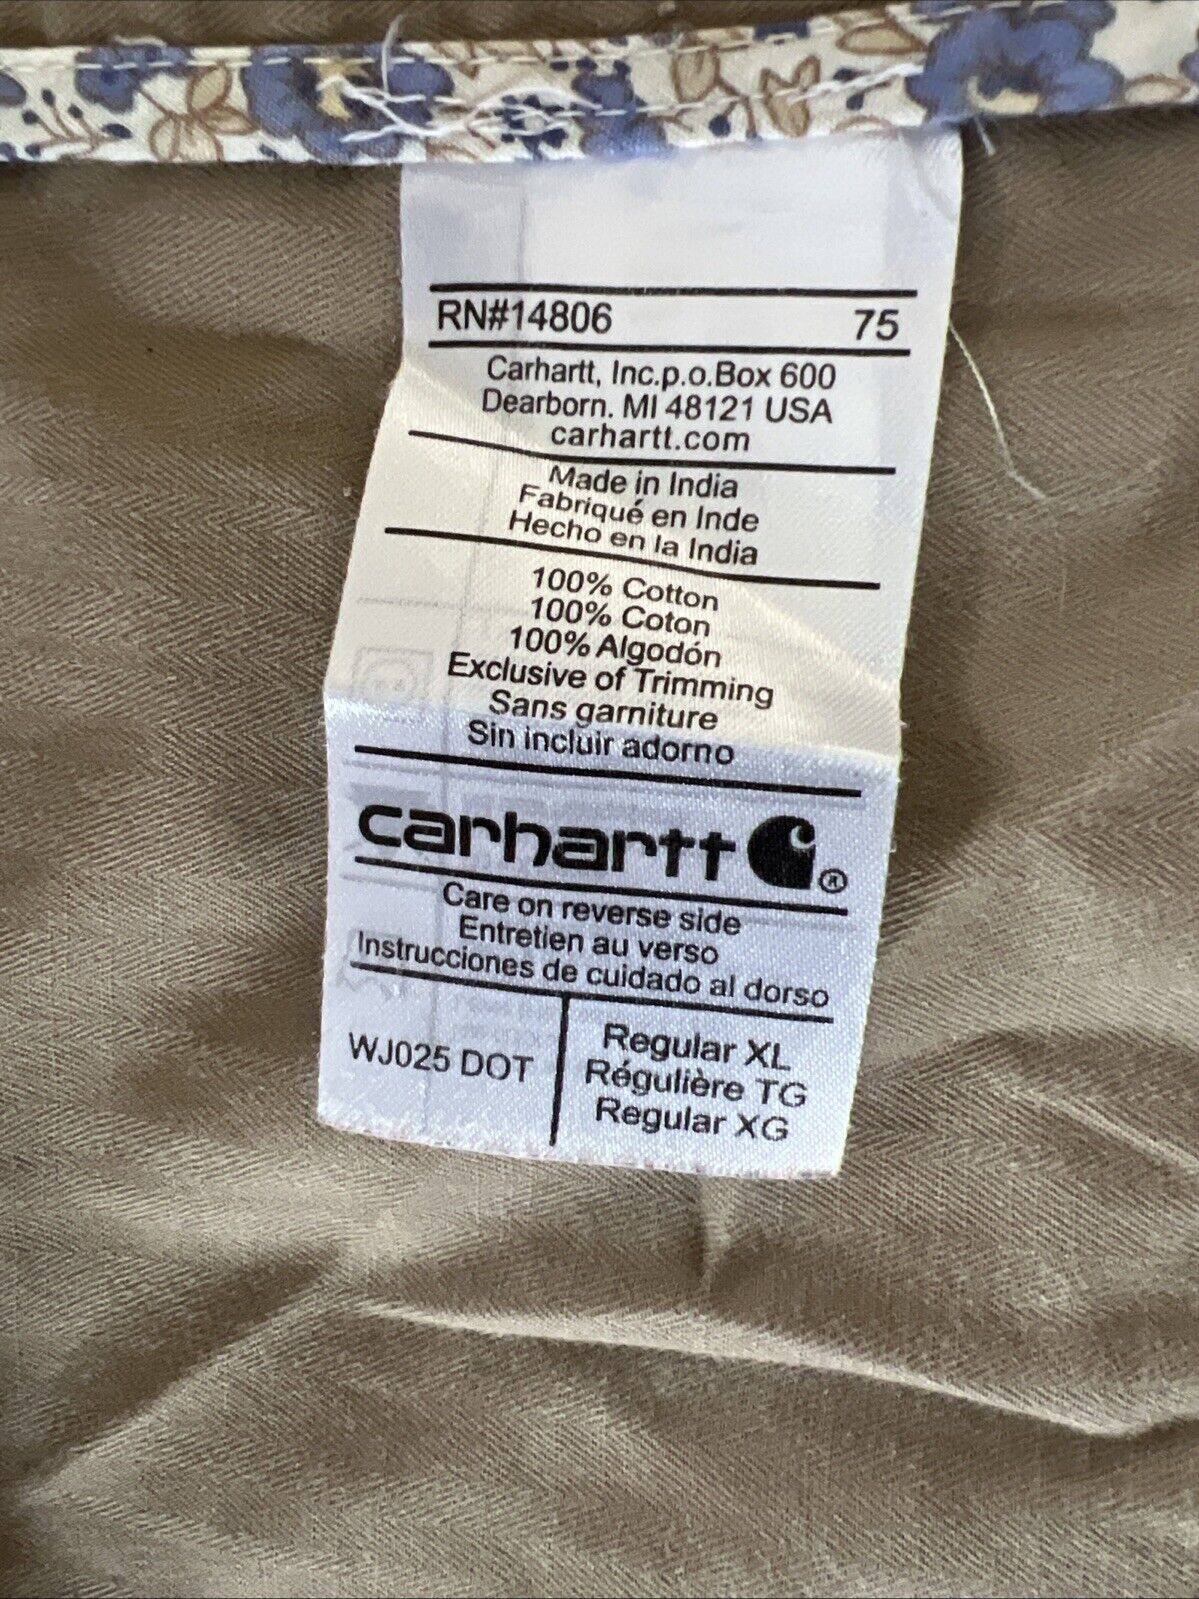 RN#14806 75
Carhartt, Inc.p.o.Box 600
Dearborn. MI 48121 USA
carhartt.com
Made in India
Fabriqué en Inde
Hecho en la India
100% Cotton
100% Coton
100% Algodón
Exclusive of Trimming
Sans garniture
Sin incluir adorno
carhartt ®
Care on reverse side
Entretien au verso
Instrucciones de cuidado al dorso
WJ025 DOT
Regular XL
Régulière TG
Regular XG